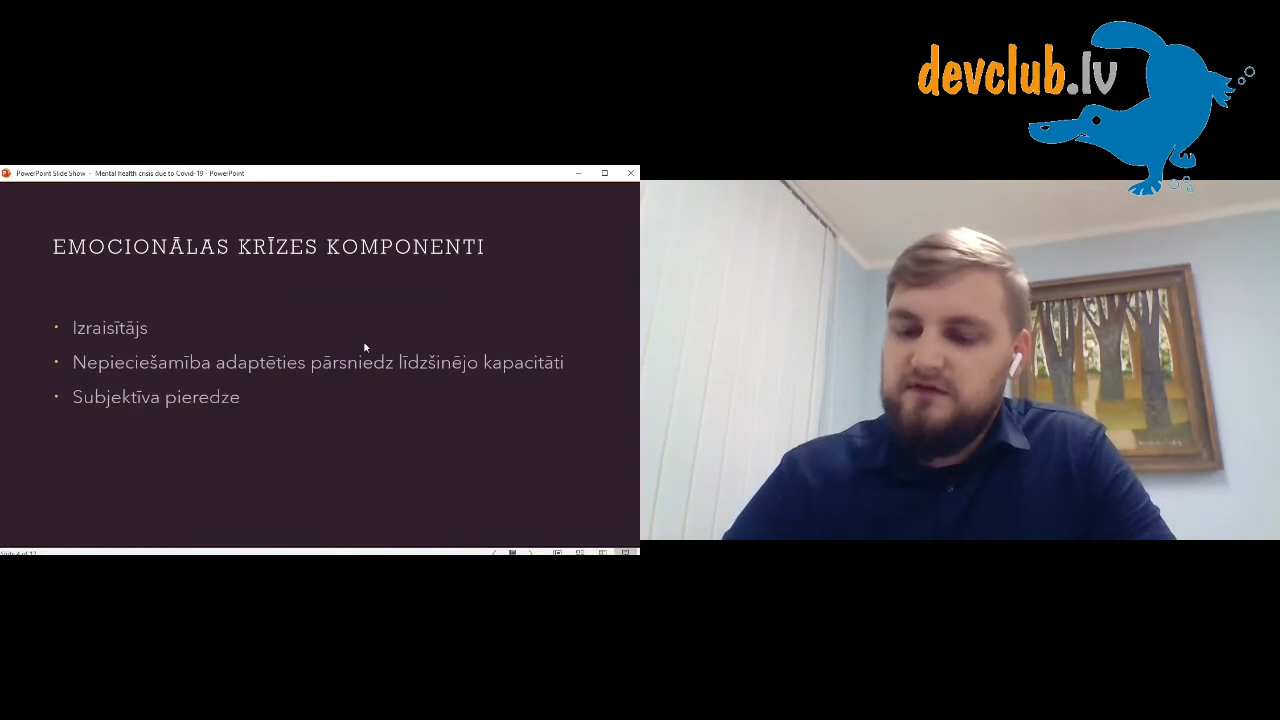 devclub.lv
PowerPoint Slide Show - Mental health crisis due to Covid-19 - PowerPoint
EMOCIONĀLAS KRĪZES KOMPONENTI
• Izraisītājs
• Nepieciešamība adaptēties pārsniedz līdzšinējo kapacitāti
• Subjektīva pieredze